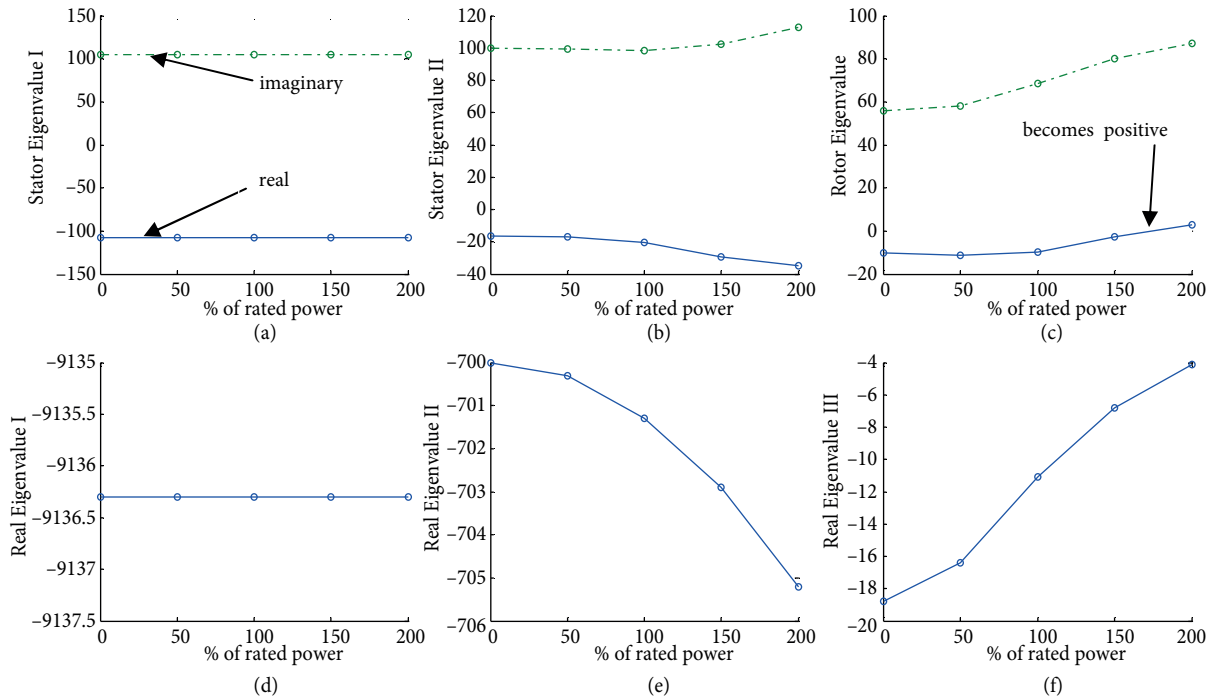 150
100
50
0
−50
−100
−150
Stator Eigenvalue I
imaginary
real
0 50 100 150 200
% of rated power
(a)
120
100
80
60
40
20
0
−20
−40
Stator Eigenvalue II
0 50 100 150 200
% of rated power
(b)
100
80
60
40
20
0
−20
Rotor Eigenvalue
becomes positive
0 50 100 150 200
% of rated power
(c)
−9135
−9135.5
−9136
−9136.5
−9137
−9137.5
Real Eigenvalue I
0 50 100 150 200
% of rated power
(d)
−700
−701
−702
−703
−704
−705
−706
Real Eigenvalue II
0 50 100 150 200
% of rated power
(e)
−4
−6
−8
−10
−12
−14
−16
−18
−20
Real Eigenvalue III
0 50 100 150 200
% of rated power
(f)